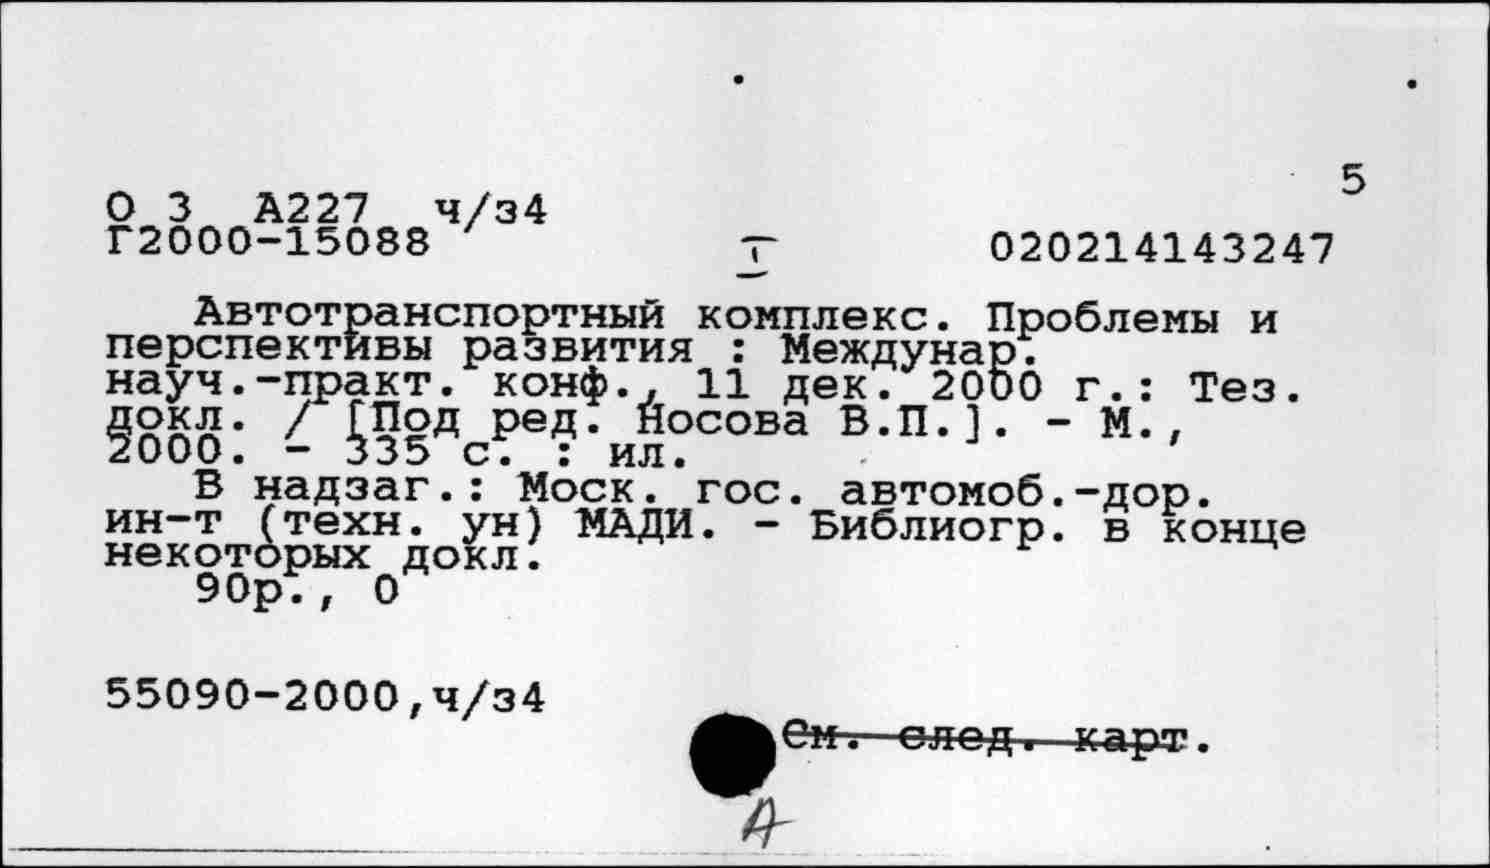 5
О 3 А227 ч/з4
Г2000-15088 I 020214143247
Автотранспортный комплекс. Проблемы и
перспективы развития : Междунар.
науч.-практ. конф., 11 дек. 2000 г.: Тез.
докл. / [Под ред. Носова В.П.]. - М.,
2000. - 335 с. : ил.
В надзаг.: Моск. гос. автомоб.-дор.
ин-т (техн. ун) МАДИ. - Библиогр. в конце
некоторых докл.
90р., 0
55090-2000,ч/з4
См. след. карт.
А